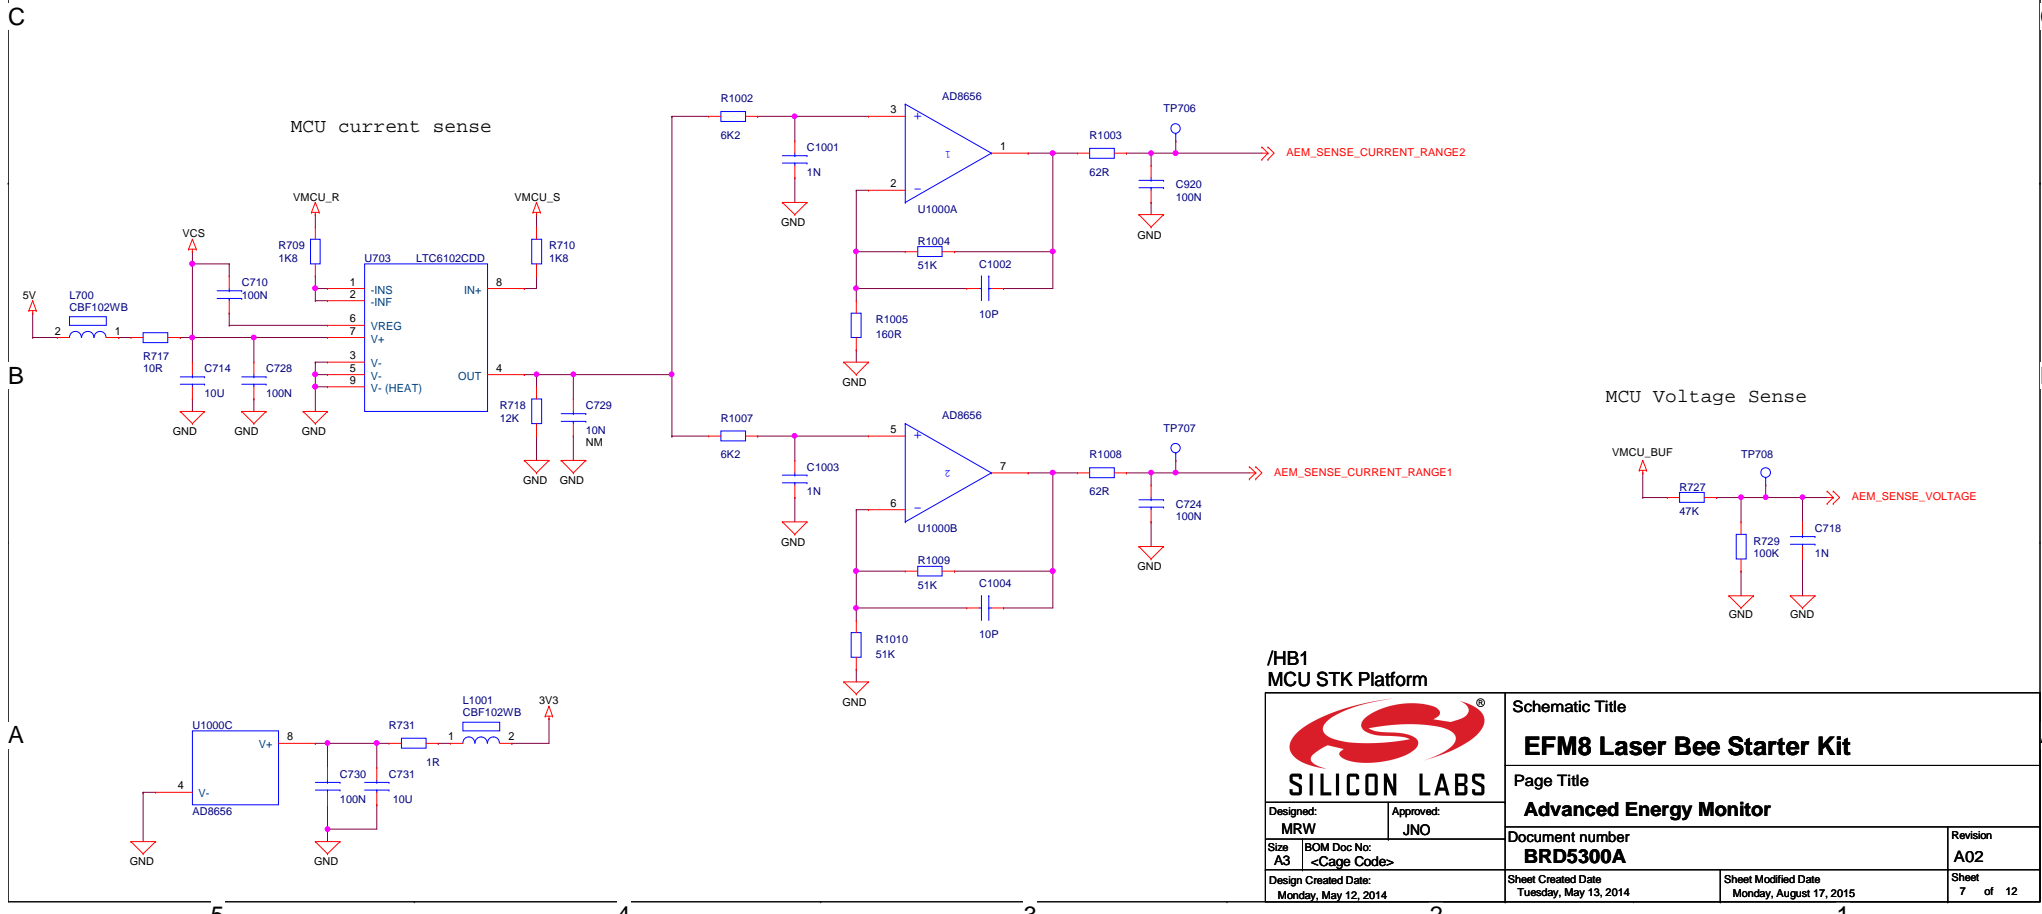 C
MCU current sense
VMCU_R
VMCU_S
VCS
R709
1K8
R710
1K8
U703
LTC6102CDD
5V
L700
CBF102WB
2
1
C710
100N
1
-INS
2
-INF
IN+
8
6
VREG
7
V+
3
V-
5
V-
9
V- (HEAT)
OUT
4
R717
10R
C714
10U
C728
100N
GND
GND
GND
R718
12K
C729
10N
NM
GND
GND
R1002
6K2
C1001
1N
GND
AD8656
3
+
1
1
2
-
U1000A
R1004
51K
C1002
10P
R1005
160R
GND
R1003
62R
TP706
C920
100N
GND
AEM_SENSE_CURRENT_RANGE2
B
R1007
6K2
C1003
1N
GND
AD8656
5
+
2
7
6
-
U1000B
R1009
51K
C1004
10P
R1010
51K
GND
R1008
62R
TP707
C724
100N
GND
AEM_SENSE_CURRENT_RANGE1
MCU Voltage Sense
VMCU_BUF
TP708
R727
47K
AEM_SENSE_VOLTAGE
R729
100K
C718
1N
GND
GND
A
U1000C
V+
8
4
V-
AD8656
GND
C730
100N
C731
10U
GND
R731
1R
L1001
CBF102WB
1
2
3V3
/HB1
MCU STK Platform
SILICON LABS
®
Schematic Title
EFM8 Laser Bee Starter Kit
Page Title
Advanced Energy Monitor
Designed:
MRW
Approved:
JNO
Document number
BRD5300A
Revision
A02
Size
A3
BOM Doc No:
<Cage Code>
Design Created Date:
Monday, May 12, 2014
Sheet Created Date
Tuesday, May 13, 2014
Sheet Modified Date
Monday, August 17, 2015
Sheet
7 of 12
5
4
3
2
1